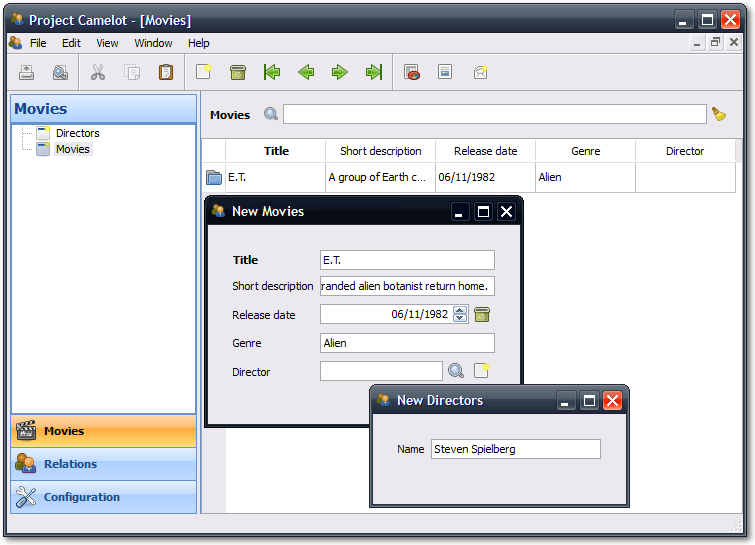 Project Camelot - [Movies]
File Edit View Window Help
Movies
Directors
Movies
Movies
Title Short description Release date Genre Director
E.T. A group of Earth c... 06/11/1982 Alien
New Movies
Title E.T.
Short description randed alien botanist return home.
Release date 06/11/1982
Genre Alien
Director
New Directors
Name Steven Spielberg
Movies
Relations
Configuration